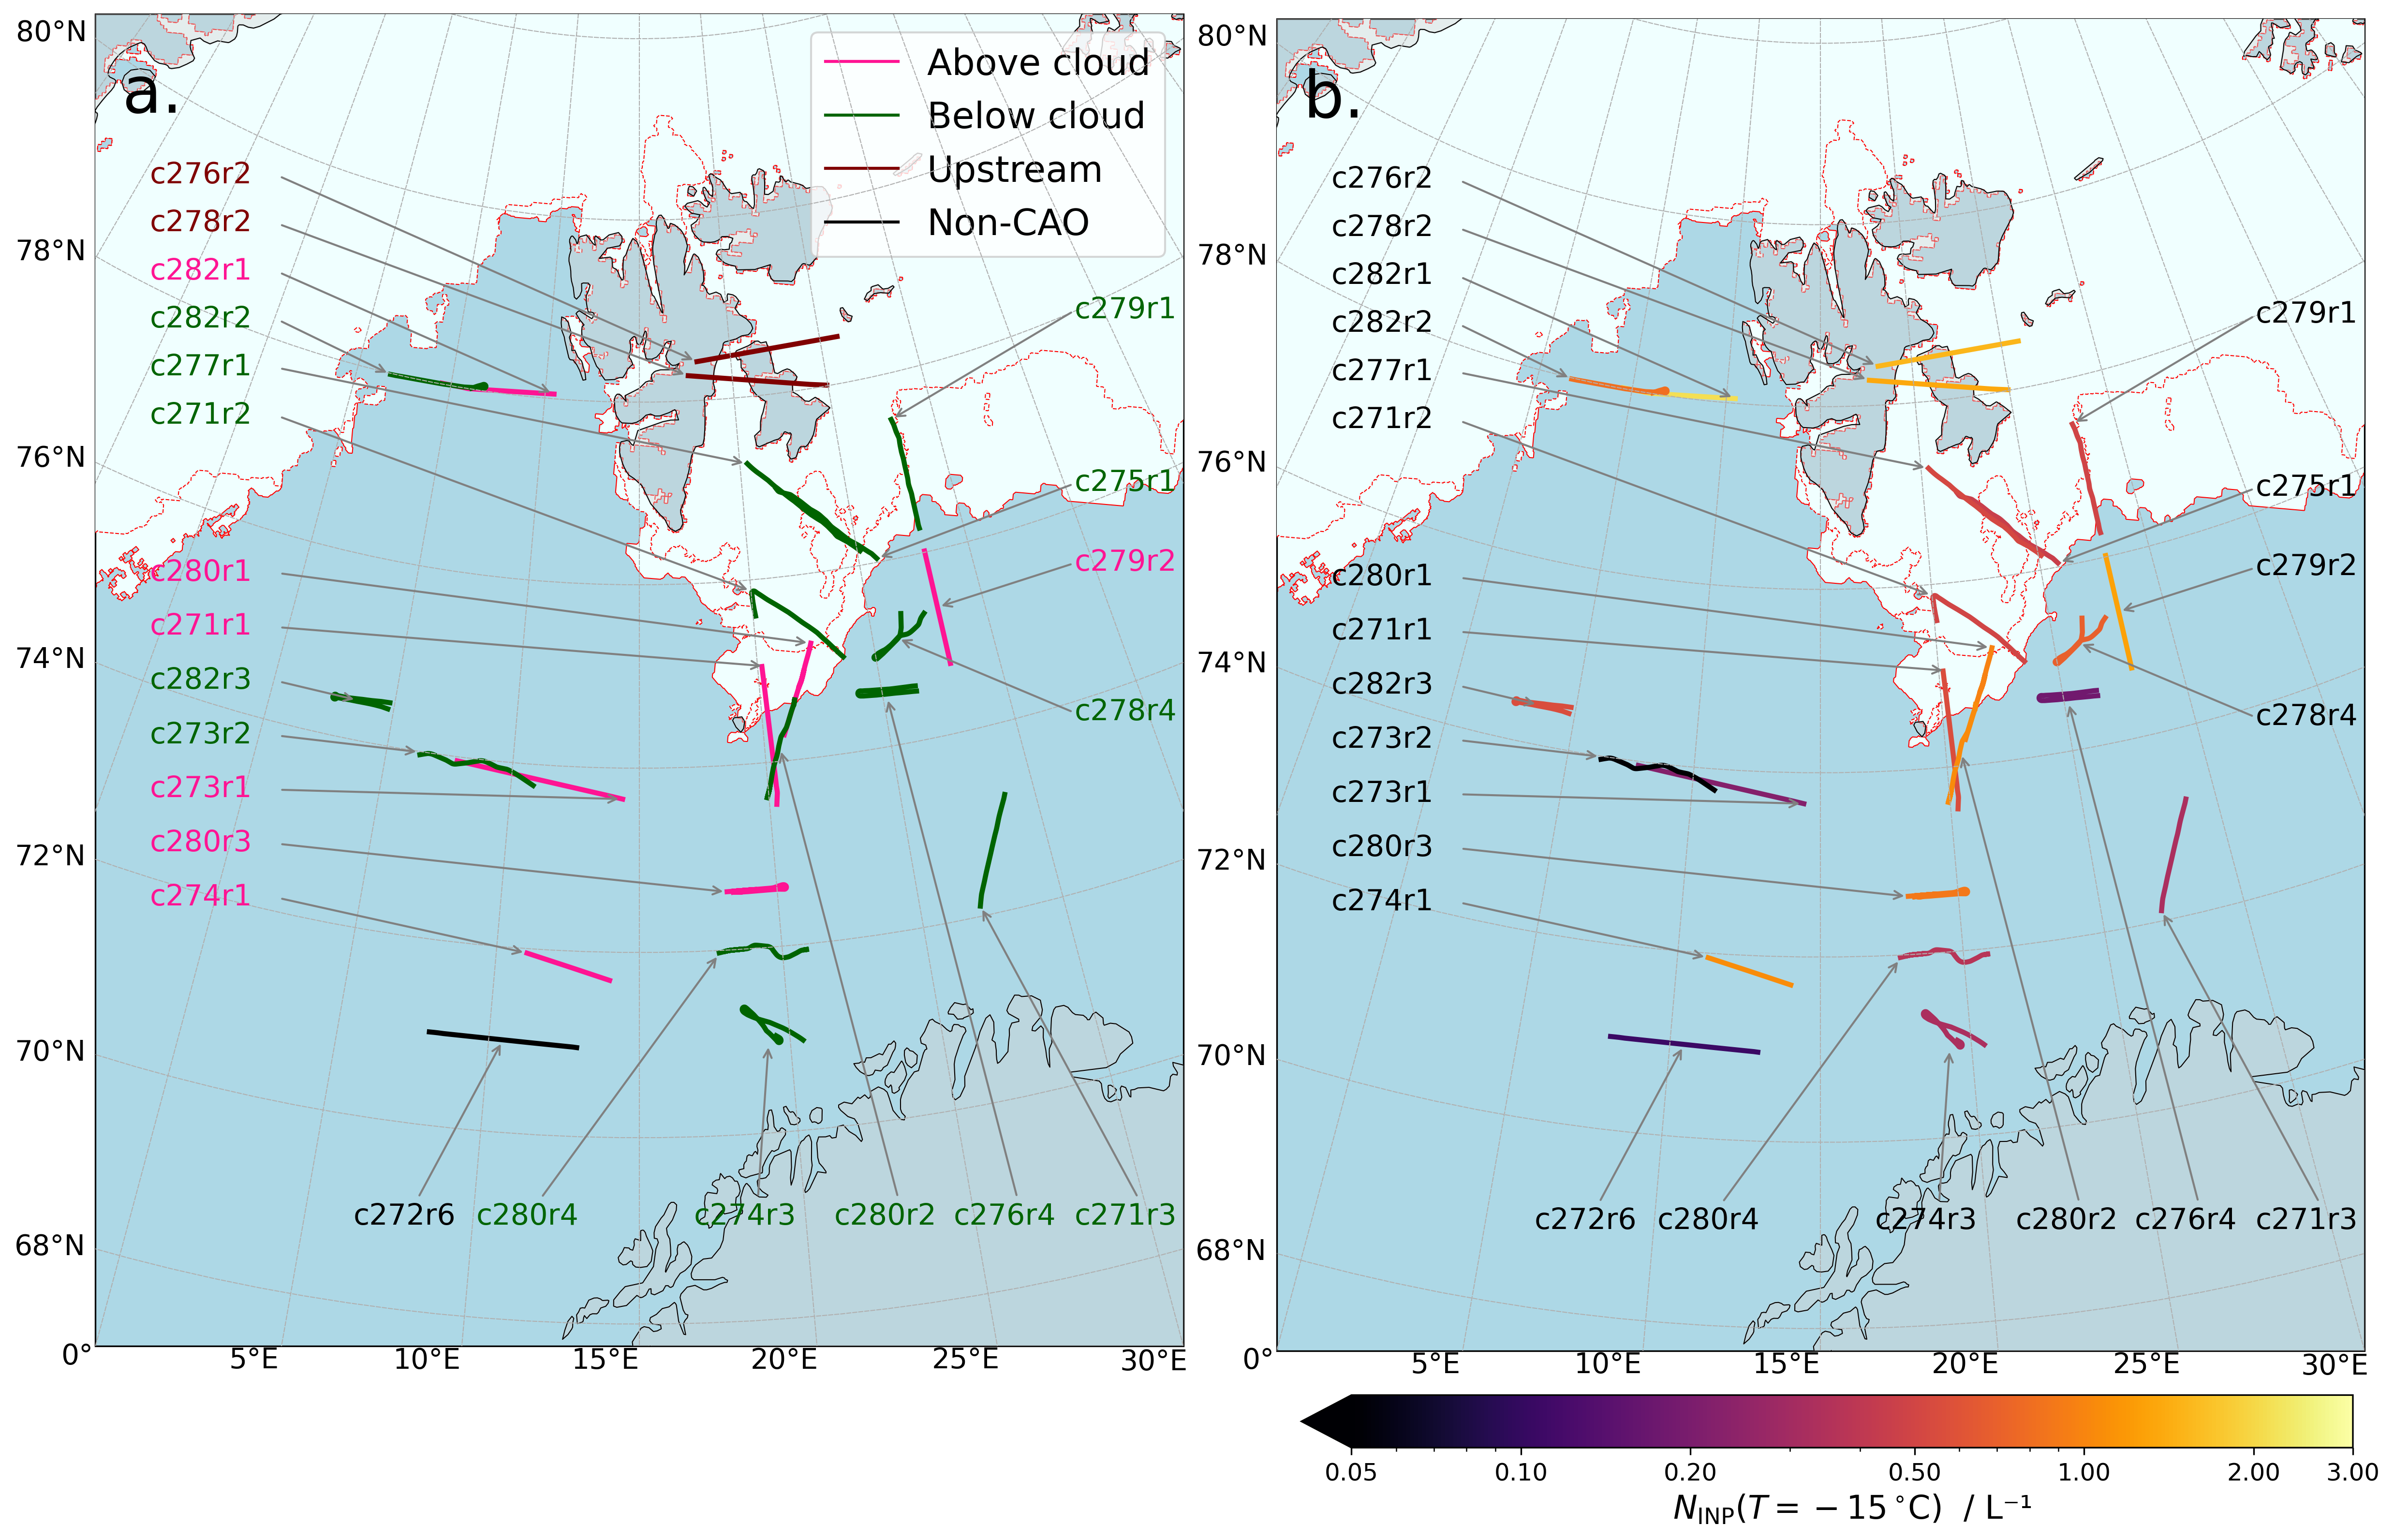 a.
80°N
78°N
76°N
74°N
72°N
70°N
68°N
0°
5°E
10°E
15°E
20°E
25°E
30°E
Above cloud
Below cloud
Upstream
Non-CAO
c276r2
c278r2
c282r1
c282r2
c277r1
c271r2
c280r1
c271r1
c282r3
c273r2
c273r1
c280r3
c274r1
c279r1
c275r1
c279r2
c278r4
c272r6
c280r4
c274r3
c280r2
c276r4
c271r3
b.
80°N
78°N
76°N
74°N
72°N
70°N
68°N
0°
5°E
10°E
15°E
20°E
25°E
30°E
c276r2
c278r2
c282r1
c282r2
c277r1
c271r2
c280r1
c271r1
c282r3
c273r2
c273r1
c280r3
c274r1
c279r1
c275r1
c279r2
c278r4
c272r6
c280r4
c274r3
c280r2
c276r4
c271r3
0.05 0.10 0.20 0.50 1.00 2.00 3.00
N_INP(T = −15 °C) / L⁻¹